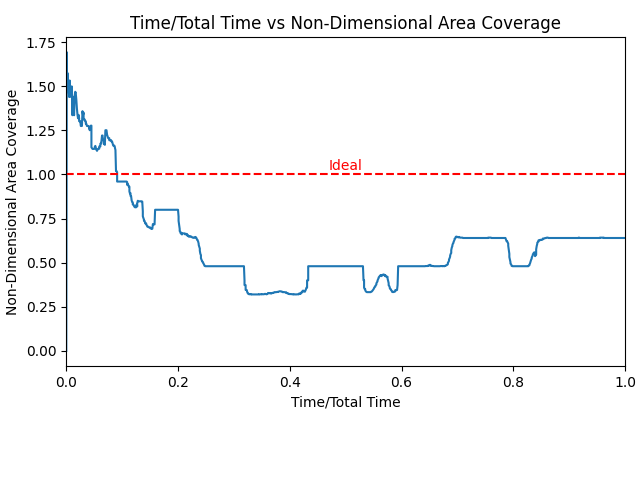 Time/Total Time vs Non-Dimensional Area Coverage
1.75
1.50
1.25
1.00
0.75
0.50
0.25
0.00
Non-Dimensional Area Coverage
Ideal
0.0 0.2 0.4 0.6 0.8 1.0
Time/Total Time